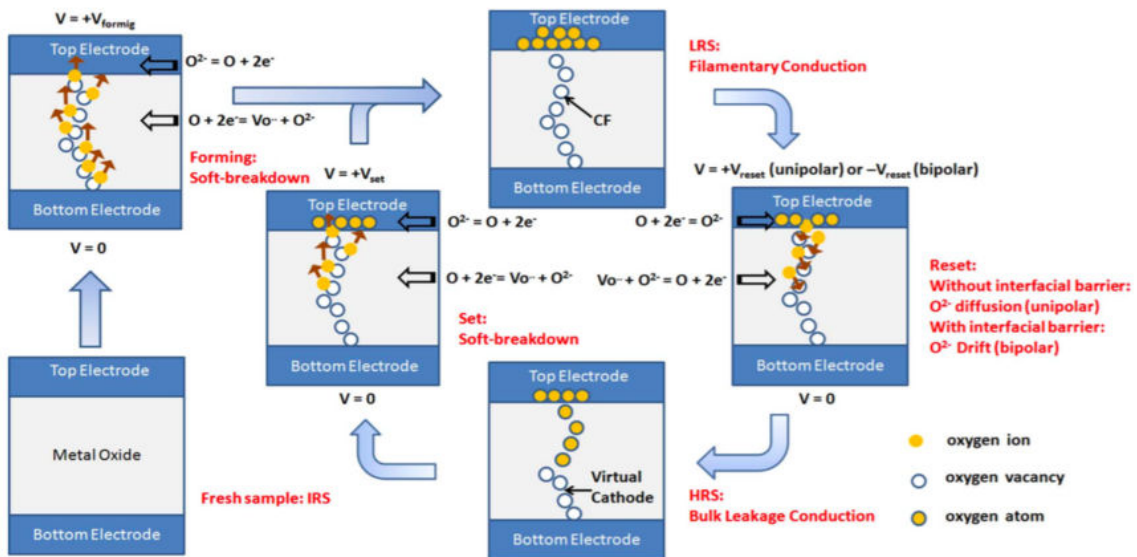 V = +Vformig
Top Electrode
O²⁻ = O + 2e⁻
O + 2e⁻= Vo·· + O²⁻
Forming:
Soft-breakdown
Bottom Electrode
V = 0
Top Electrode
Metal Oxide
Bottom Electrode
Fresh sample: IRS
Top Electrode
CF
Bottom Electrode
LRS:
Filamentary Conduction
V = +Vset
Top Electrode
O²⁻ = O + 2e⁻
O + 2e⁻= Vo·· + O²⁻
Set:
Soft-breakdown
Bottom Electrode
V = 0
V = +Vreset (unipolar) or –Vreset (bipolar)
Top Electrode
O + 2e⁻ = O²⁻
Vo·· + O²⁻ = O + 2e⁻
Bottom Electrode
V = 0
Reset:
Without interfacial barrier:
O²⁻ diffusion (unipolar)
With interfacial barrier:
O²⁻ Drift (bipolar)
Top Electrode
Virtual
Cathode
Bottom Electrode
HRS:
Bulk Leakage Conduction
oxygen ion
oxygen vacancy
oxygen atom